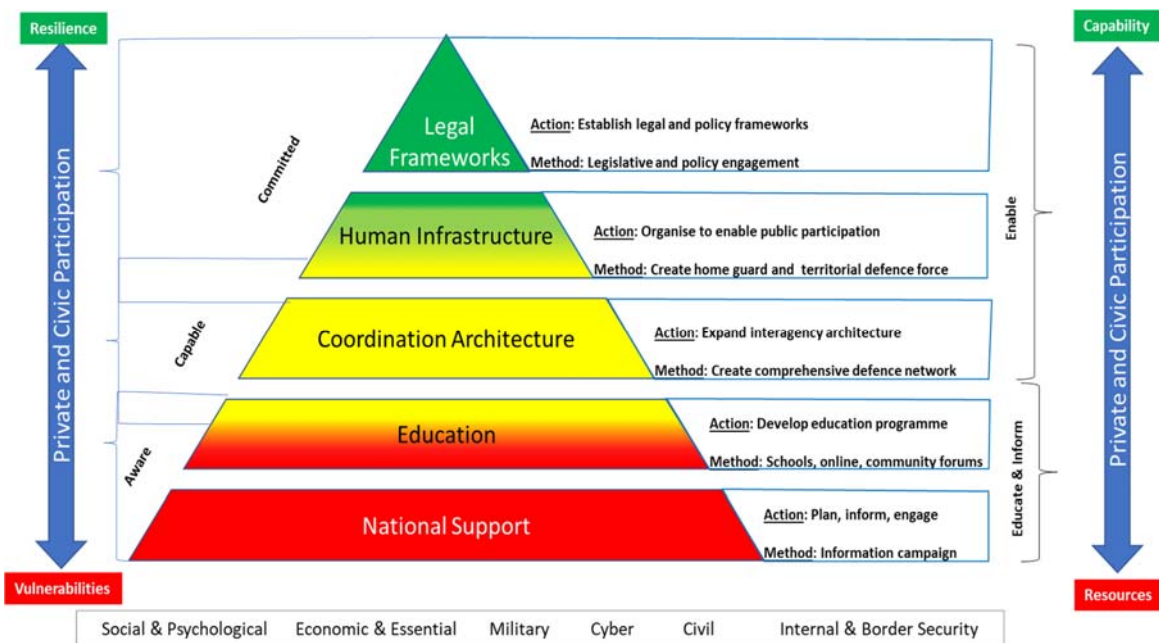 Resilience
Capability
Legal
Frameworks
Action: Establish legal and policy frameworks
Method: Legislative and policy engagement
Committed
Human Infrastructure
Action: Organise to enable public participation
Method: Create home guard and territorial defence force
Enable
Private and Civic Participation
Private and Civic Participation
Coordination Architecture
Action: Expand interagency architecture
Method: Create comprehensive defence network
Capable
Education
Action: Develop education programme
Method: Schools, online, community forums
Aware
Educate & Inform
National Support
Action: Plan, inform, engage
Method: Information campaign
Vulnerabilities
Resources
Social & Psychological Economic & Essential Military Cyber Civil Internal & Border Security